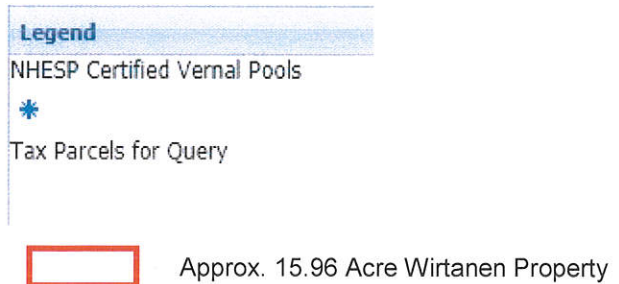 Legend
NHESP Certified Vernal Pools
Tax Parcels for Query
Approx. 15.96 Acre Wirtanen Property